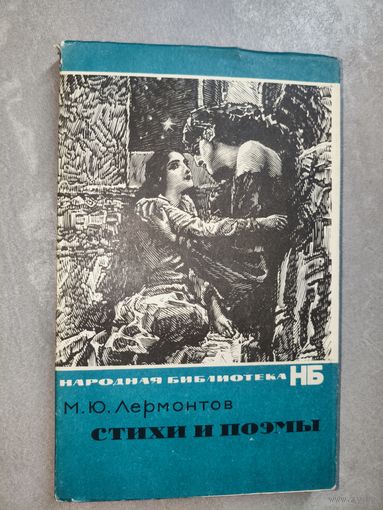 НАРОДНАЯ БИБЛИОТЕКА НБ
М.Ю. Лермонтов
СТИХИ И ПОЭМЫ